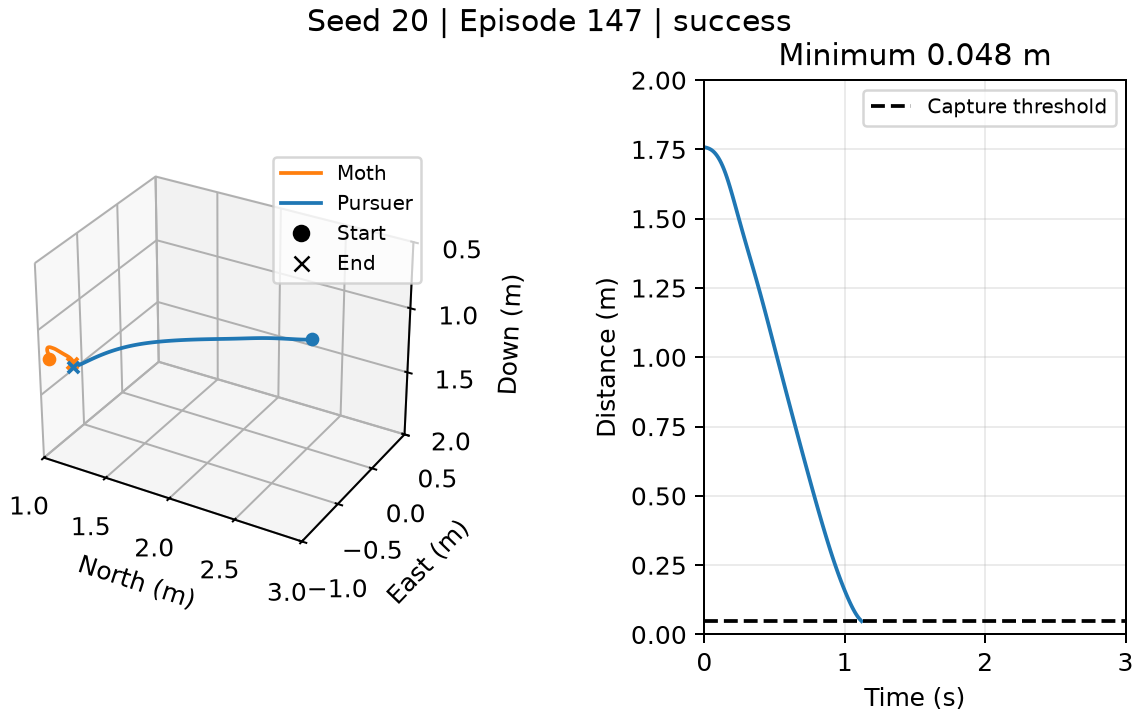 Seed 20 | Episode 147 | success
Moth
Pursuer
Start
End
0.5
1.0
1.5
2.0
Down (m)
1.0
1.5
2.0
2.5
3.0
North (m)
−1.0
−0.5
0.0
0.5
East (m)
Minimum 0.048 m
Capture threshold
2.00
1.75
1.50
1.25
1.00
0.75
0.50
0.25
0.00
Distance (m)
0
1
2
3
Time (s)